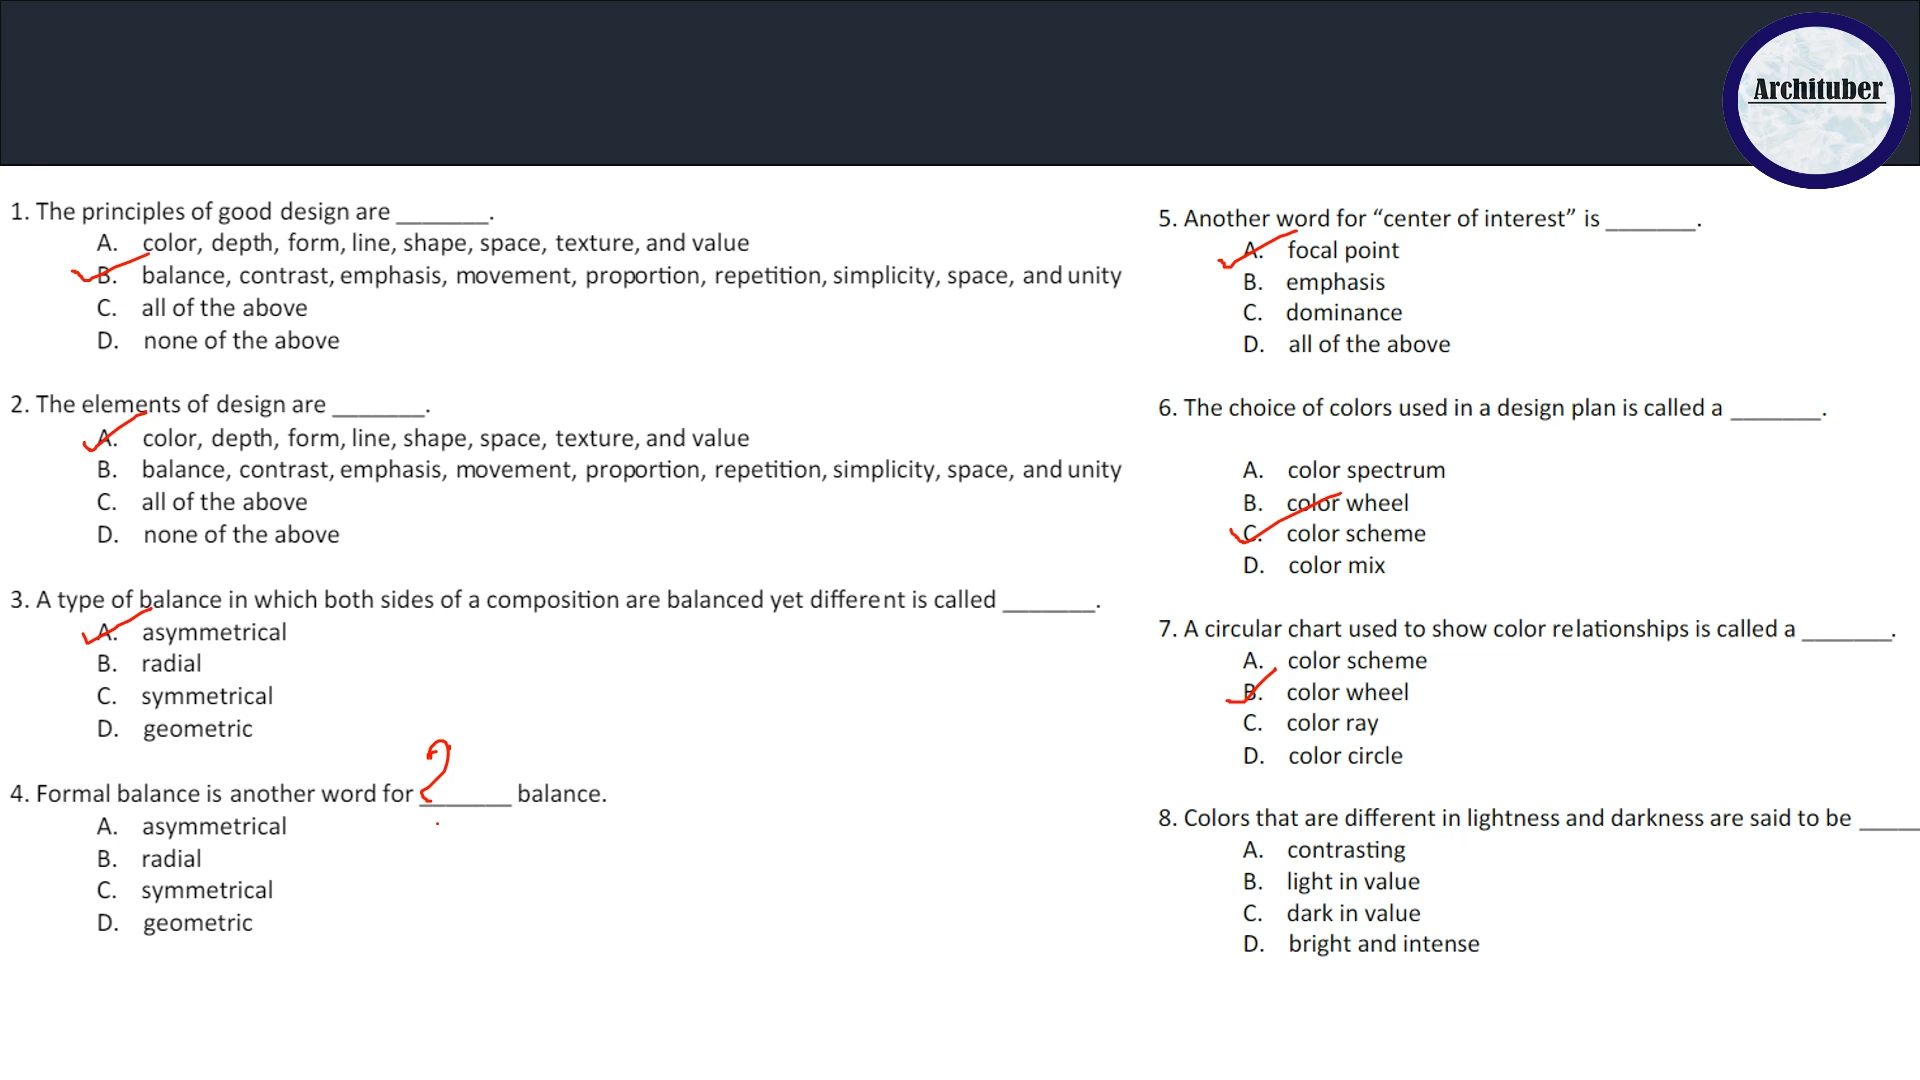 Archituber
1. The principles of good design are _______.
A. color, depth, form, line, shape, space, texture, and value
B. balance, contrast, emphasis, movement, proportion, repetition, simplicity, space, and unity
C. all of the above
D. none of the above
2. The elements of design are _______.
A. color, depth, form, line, shape, space, texture, and value
B. balance, contrast, emphasis, movement, proportion, repetition, simplicity, space, and unity
C. all of the above
D. none of the above
3. A type of balance in which both sides of a composition are balanced yet different is called _______.
A. asymmetrical
B. radial
C. symmetrical
D. geometric
?
4. Formal balance is another word for _______ balance.
A. asymmetrical
B. radial
C. symmetrical
D. geometric
5. Another word for “center of interest” is _______.
A. focal point
B. emphasis
C. dominance
D. all of the above
6. The choice of colors used in a design plan is called a _______.
A. color spectrum
B. color wheel
C. color scheme
D. color mix
7. A circular chart used to show color relationships is called a _______.
A. color scheme
B. color wheel
C. color ray
D. color circle
8. Colors that are different in lightness and darkness are said to be _____
A. contrasting
B. light in value
C. dark in value
D. bright and intense